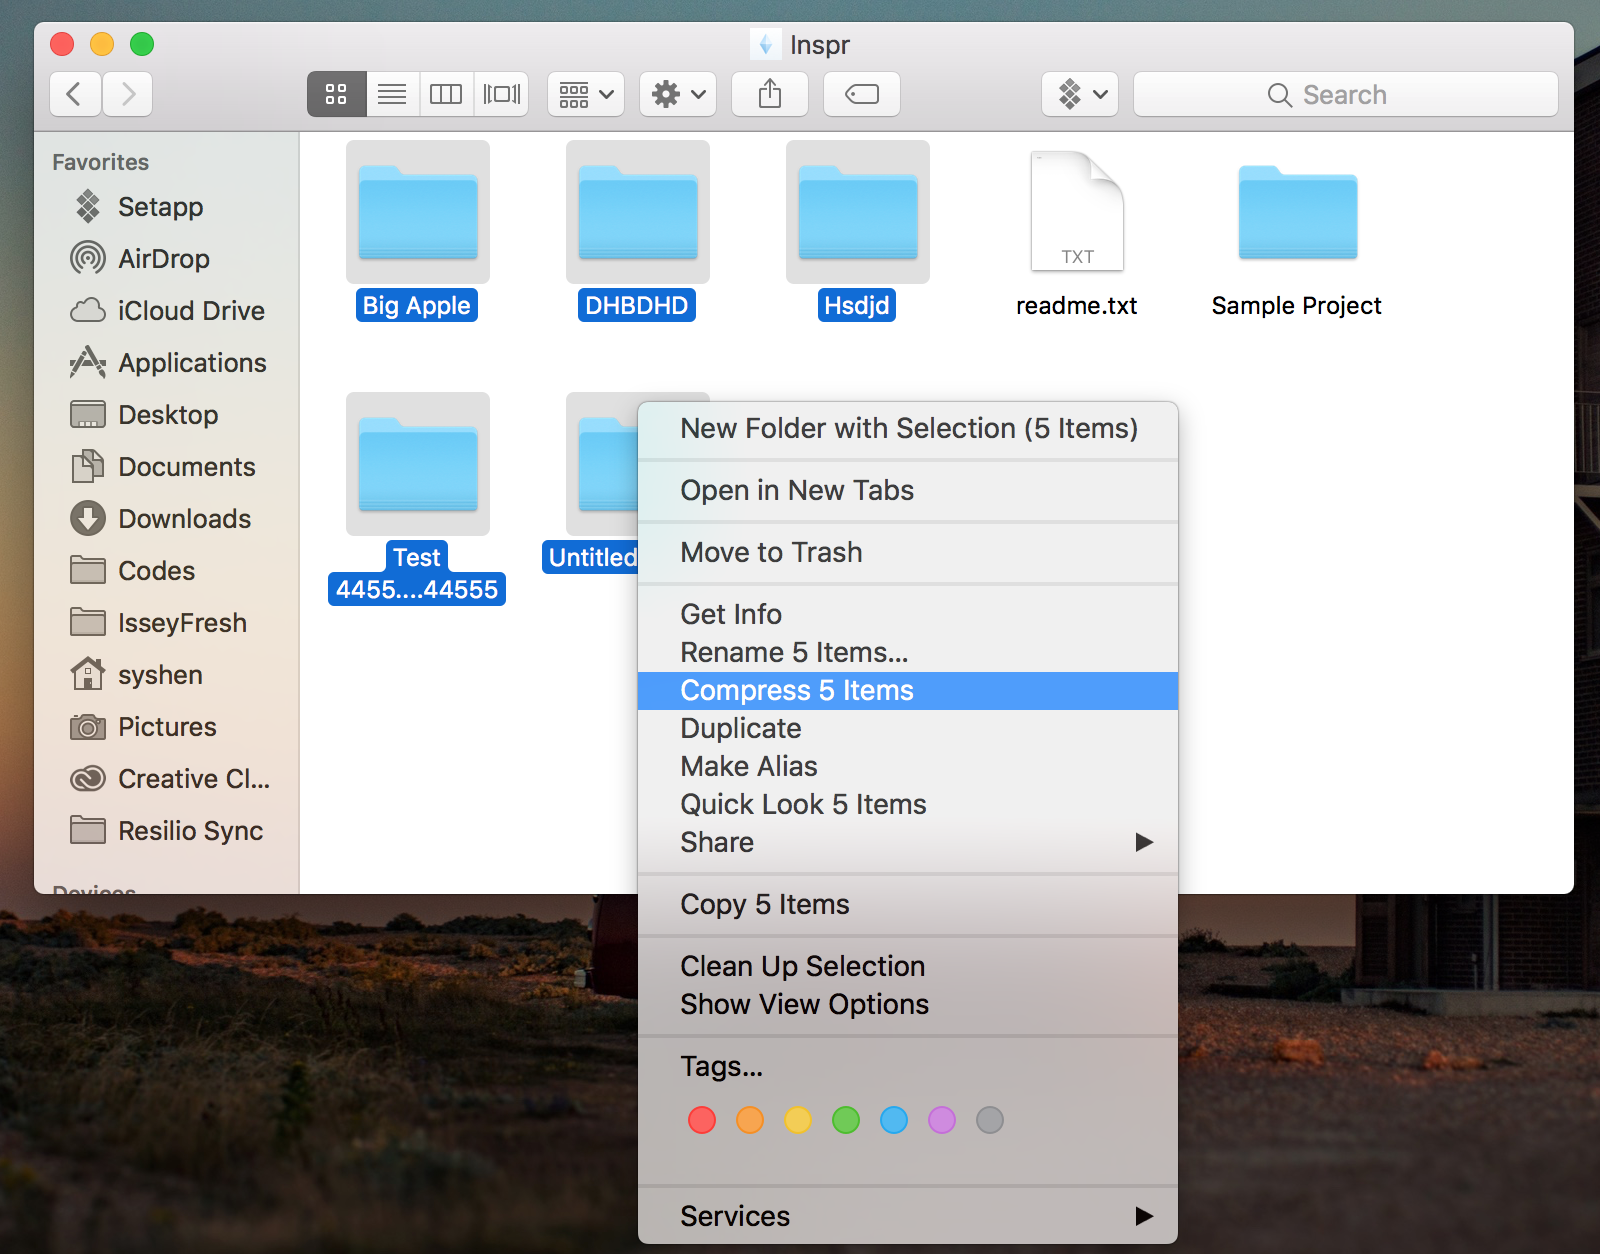 Inspr
Search
Favorites
Setapp
AirDrop
iCloud Drive
Applications
Desktop
Documents
Downloads
Codes
IsseyFresh
syshen
Pictures
Creative Cl...
Resilio Sync
Devices
Big Apple
DHBDHD
Hsdjd
TXT
readme.txt
Sample Project
Test
4455....44555
Untitled
New Folder with Selection (5 Items)
Open in New Tabs
Move to Trash
Get Info
Rename 5 Items...
Compress 5 Items
Duplicate
Make Alias
Quick Look 5 Items
Share
Copy 5 Items
Clean Up Selection
Show View Options
Tags...
Services